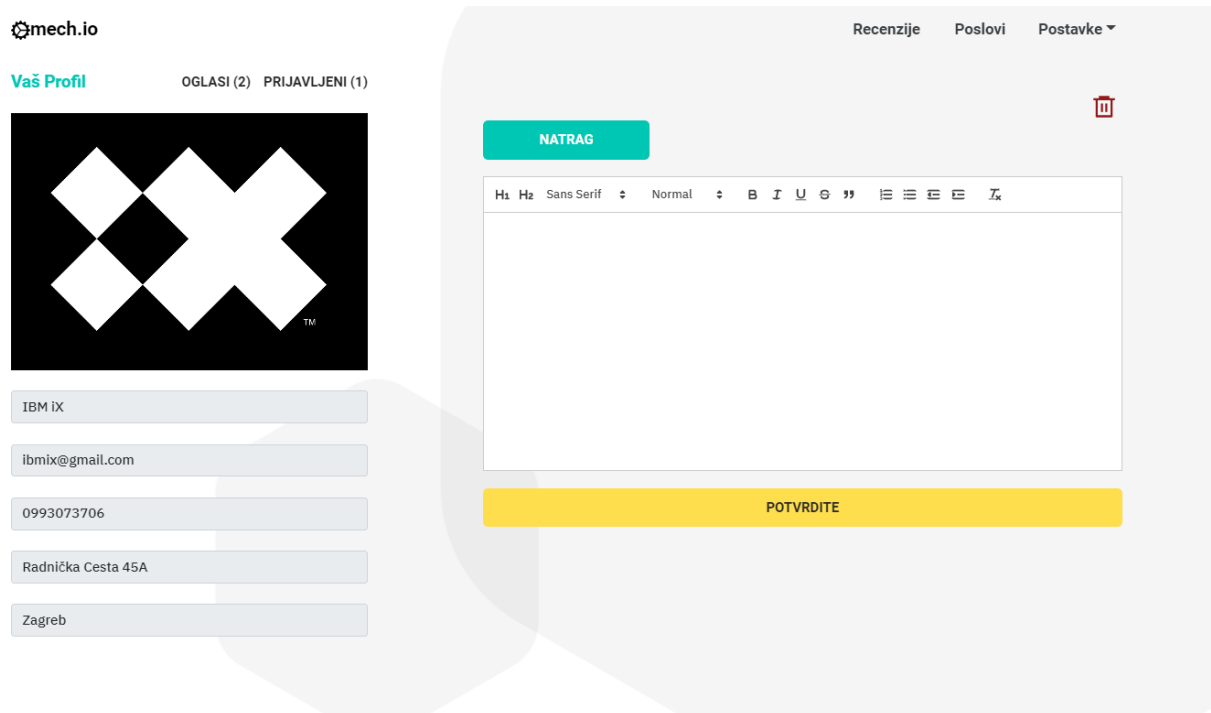 mech.io
Recenzije Poslovi Postavke
Vaš Profil OGLASI (2) PRIJAVLJENI (1)
NATRAG
H1 H2 Sans Serif Normal B I U S ” Tx
TM
IBM iX
ibmix@gmail.com
0993073706
POTVRDITE
Radnička Cesta 45A
Zagreb